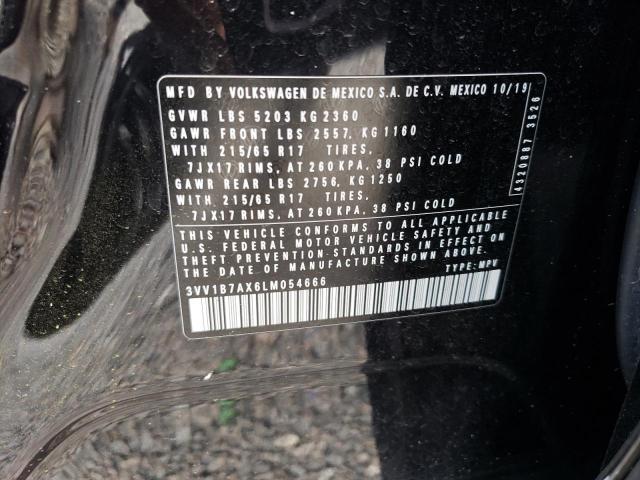 MFD BY VOLKSWAGEN DE MEXICO S.A. DE C.V. MEXICO 10/19
GVWR LBS 5203 KG 2360
GAWR FRONT LBS 2557, KG 1160
WITH 215/65 R17 TIRES,
7JX17 RIMS, AT 260 KPA, 38 PSI COLD
GAWR REAR LBS 2756, KG 1250
WITH 215/65 R17 TIRES,
7JX17 RIMS, AT 260 KPA, 38 PSI COLD
THIS VEHICLE CONFORMS TO ALL APPLICABLE
U.S. FEDERAL MOTOR VEHICLE SAFETY AND
THEFT PREVENTION STANDARDS IN EFFECT ON
THE DATE OF MANUFACTURE SHOWN ABOVE.
3VV1B7AX6LM054666 TYPE: MPV
4320887 3526